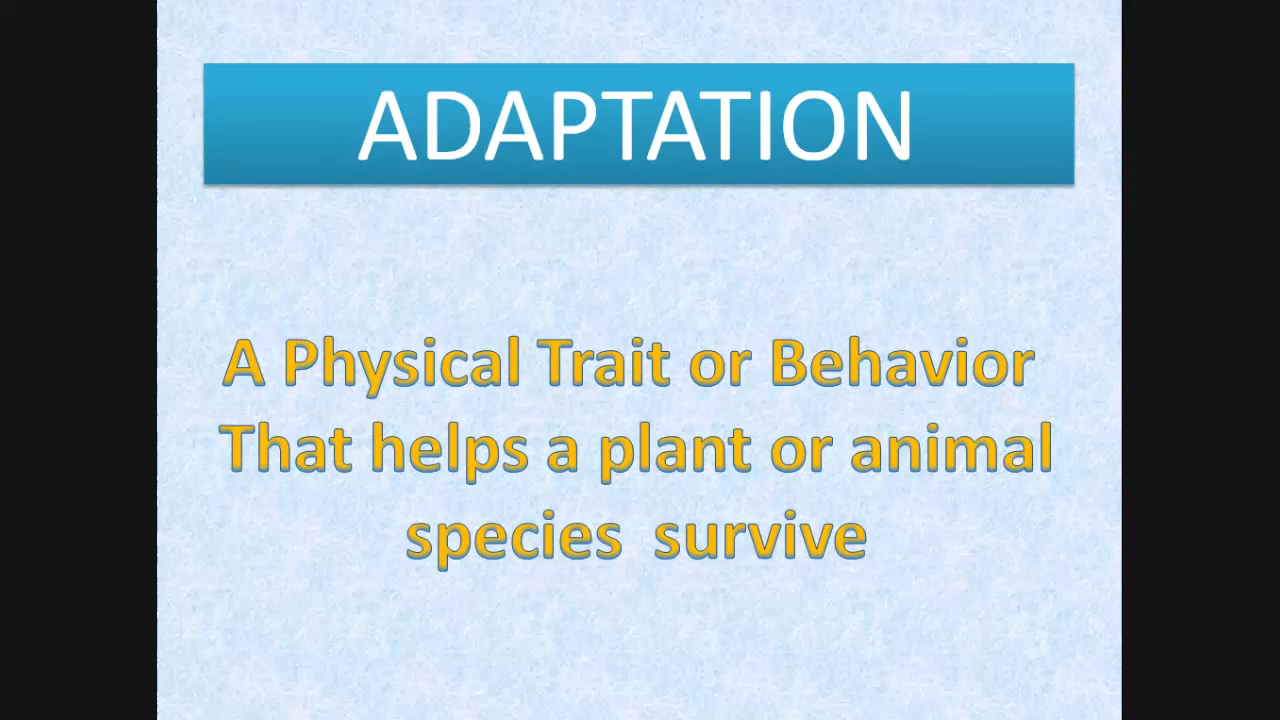 ADAPTATION
A Physical Trait or Behavior
That helps a plant or animal
species  survive